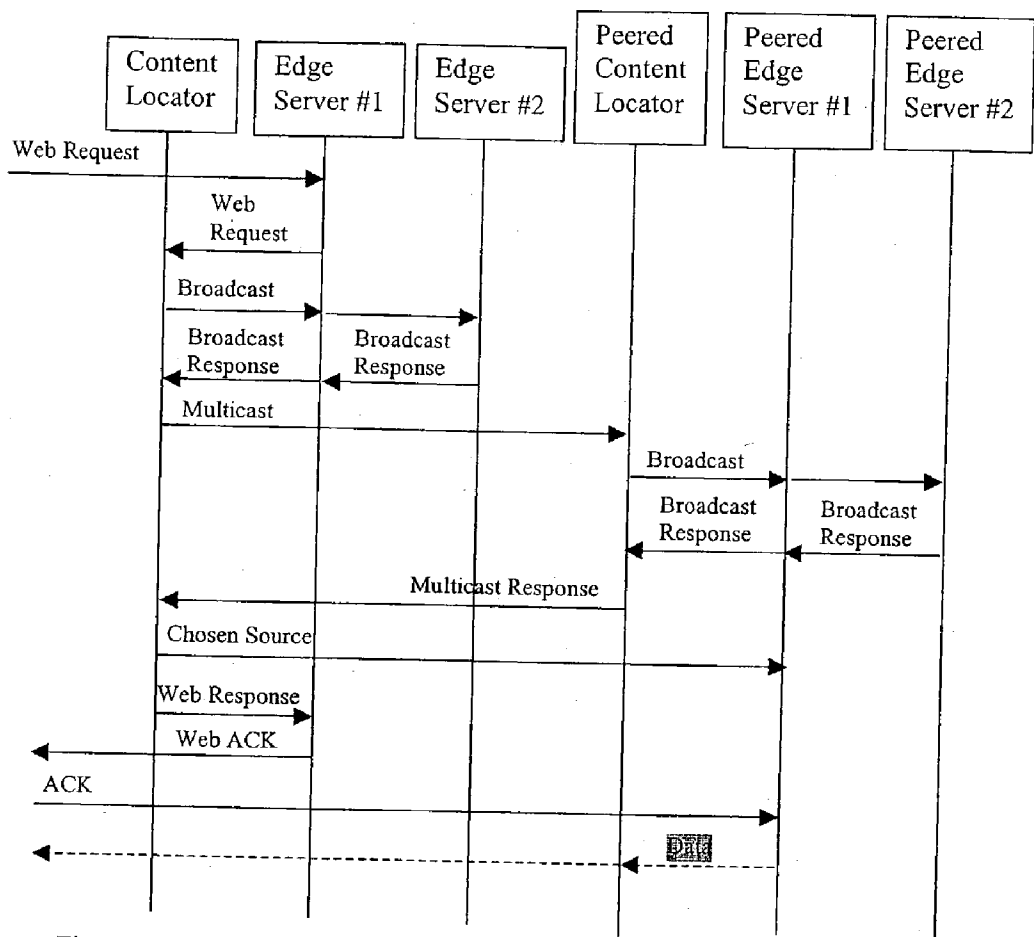 Content
Locator
Edge
Server #1
Edge
Server #2
Peered
Content
Locator
Peered
Edge
Server #1
Peered
Edge
Server #2
Web Request
Web
Request
Broadcast
Broadcast
Response
Broadcast
Response
Multicast
Broadcast
Broadcast
Response
Broadcast
Response
Multicast Response
Chosen Source
Web Response
Web ACK
ACK
Data